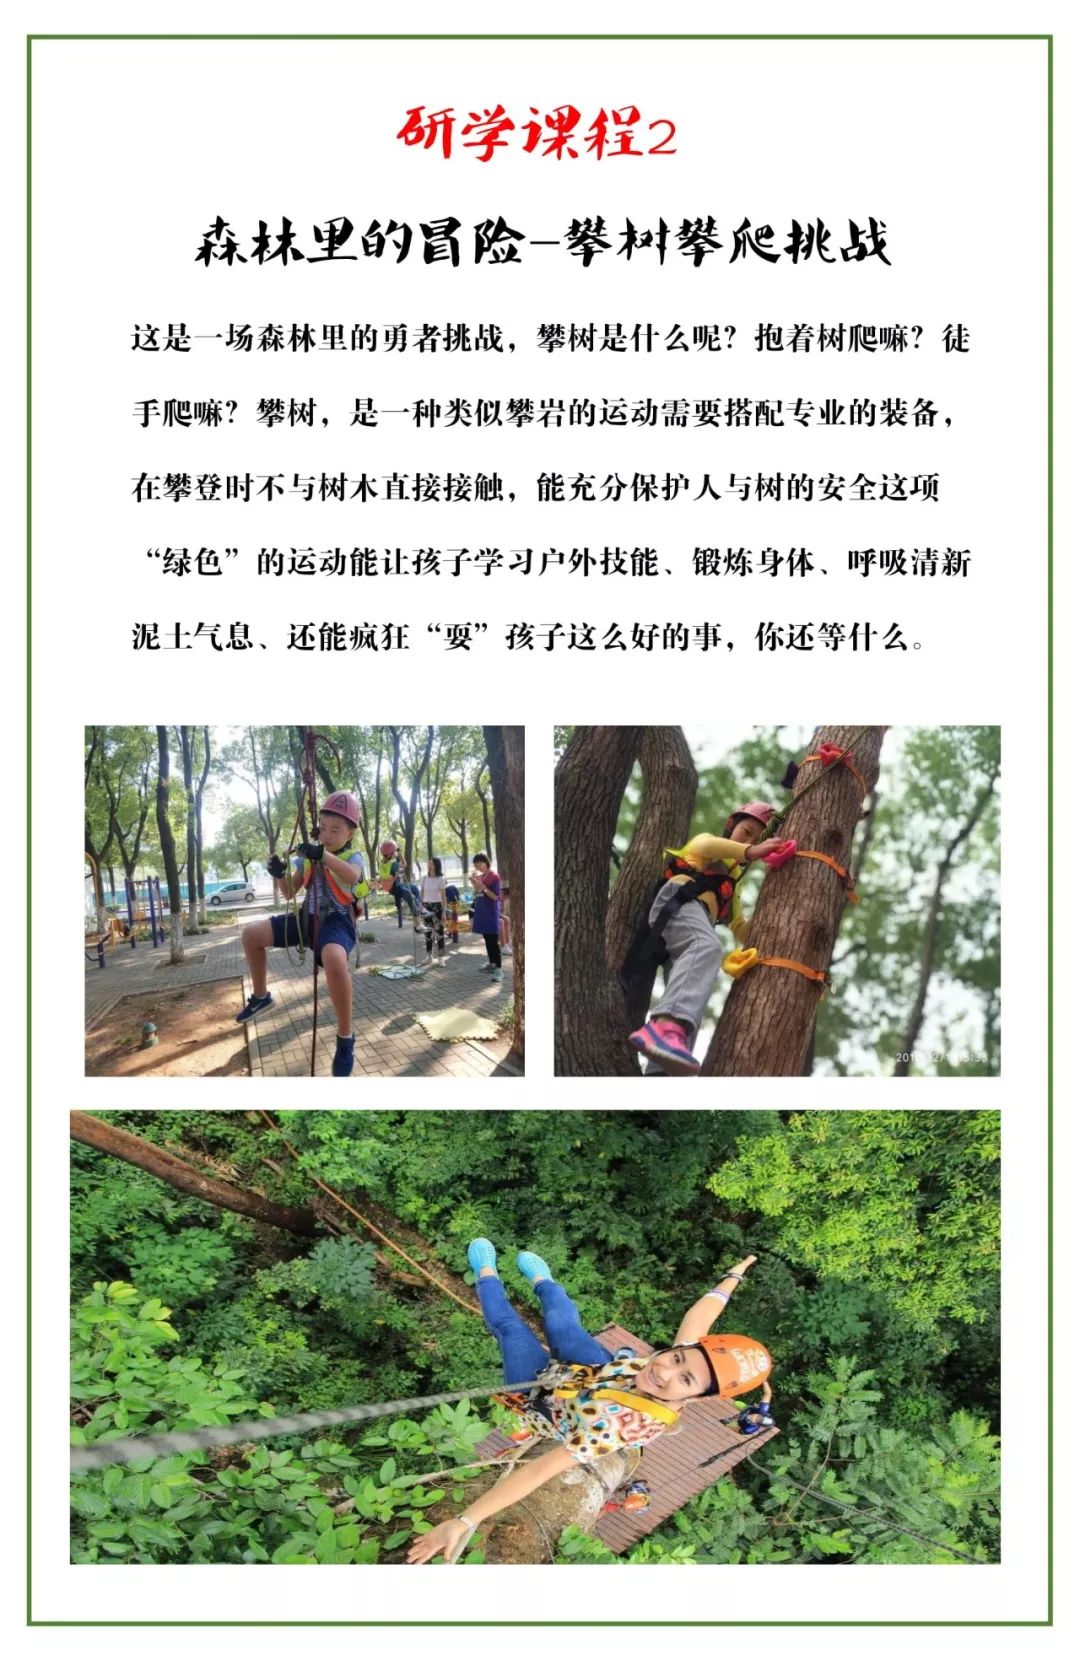 研学课程2
森林里的冒险-攀树攀爬挑战
这是一场森林里的勇者挑战，攀树是什么呢？抱着树爬嘛？徒
手爬嘛？攀树，是一种类似攀岩的运动需要搭配专业的装备，
在攀登时不与树木直接接触，能充分保护人与树的安全这项
“绿色”的运动能让孩子学习户外技能、锻炼身体、呼吸清新
泥土气息、还能疯狂“耍”孩子这么好的事，你还等什么。